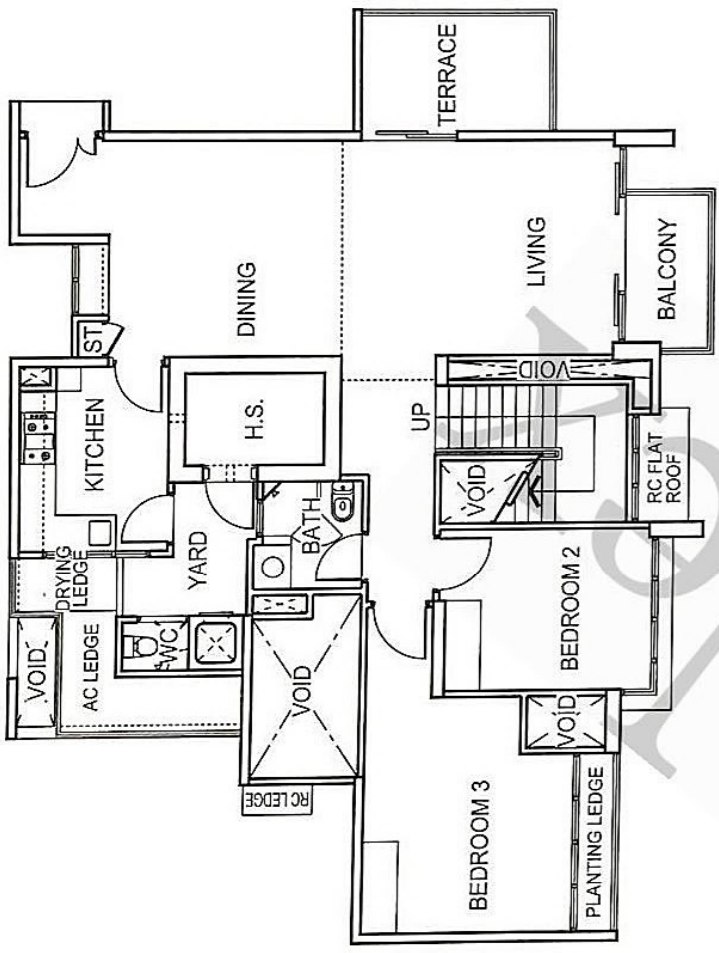 TERRACE
BALCONY
LIVING
DINING
ST
KITCHEN
H.S.
UP
VOID
VOID
RC FLAT
ROOF
BATH
YARD
DRYING
LEDGE
BEDROOM 2
WC
AC LEDGE
VOID
VOID
VOID
RC LEDGE
BEDROOM 3
PLANTING LEDGE